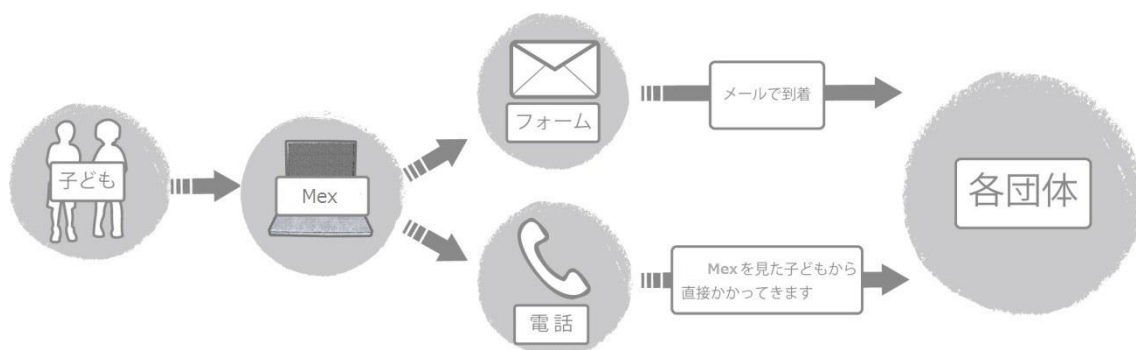 子ども
Mex
フォーム
メールで到着
電話
Mexを見た子どもから
直接かかってきます
各団体